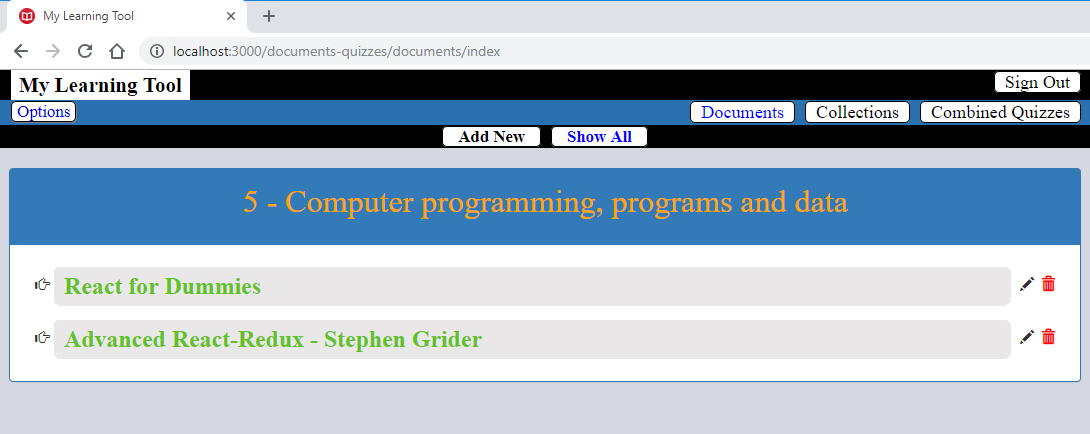 My Learning Tool
localhost:3000/documents-quizzes/documents/index
My Learning Tool Sign Out
Options Documents Collections Combined Quizzes
Add New Show All
5 - Computer programming, programs and data
React for Dummies
Advanced React-Redux - Stephen Grider